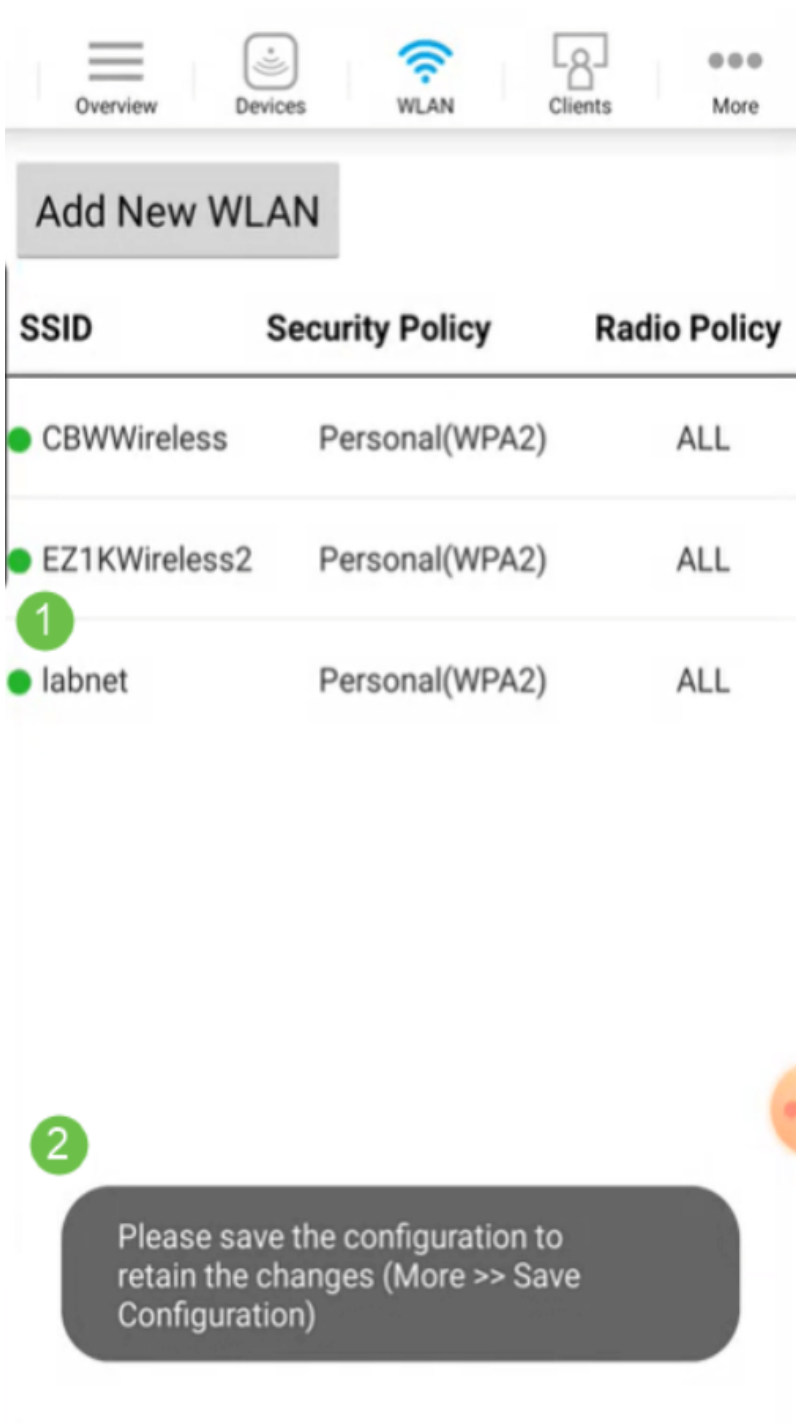 Overview Devices WLAN Clients More
Add New WLAN
SSID Security Policy Radio Policy
CBWWireless Personal(WPA2) ALL
EZ1KWireless2 Personal(WPA2) ALL
1
labnet Personal(WPA2) ALL
2
Please save the configuration to
retain the changes (More >> Save
Configuration)